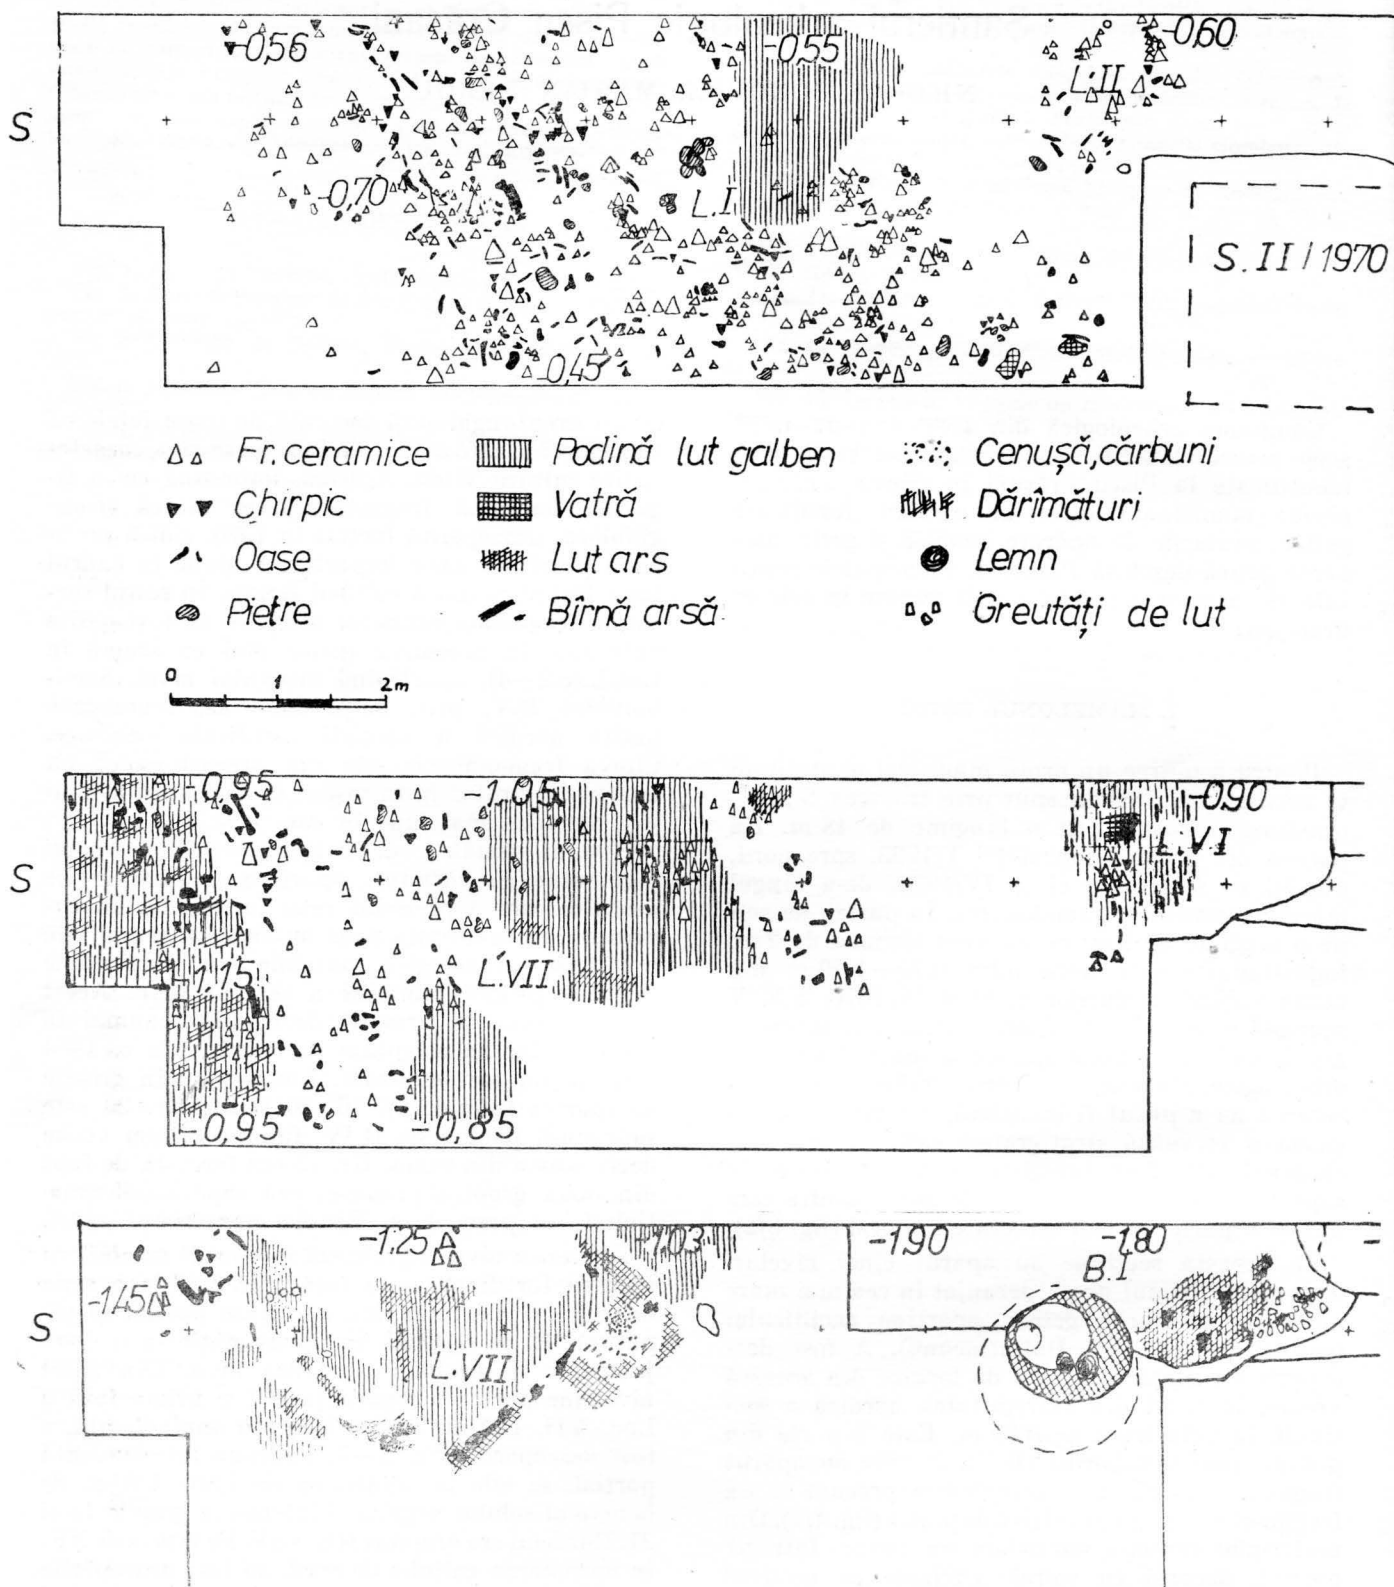 -0,56 -0,55 -0,60
L.II
S
-0,70 L.I
S.II/1970
-0,45
Fr. ceramice Podină lut galben Cenușă, cărbuni
Chirpic Vatră Dărîmături
Oase Lut ars Lemn
Pietre Bîrnă arsă Greutăți de lut
0 1 2m
-0,95 -1,05 -0,90
L.VI
S
-1,15 L.VII
-0,95 -0,85
-1,25 -1,03 -1,90 -1,80
B.I
-1,45
S
L.VII